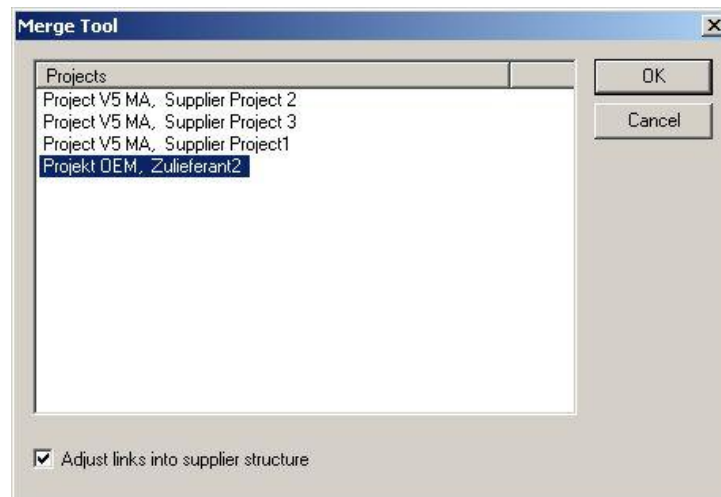 Merge Tool
Projects
Project V5 MA, Supplier Project 2
Project V5 MA, Supplier Project 3
Project V5 MA, Supplier Project1
Projekt OEM, Zulieferant2
OK
Cancel
Adjust links into supplier structure